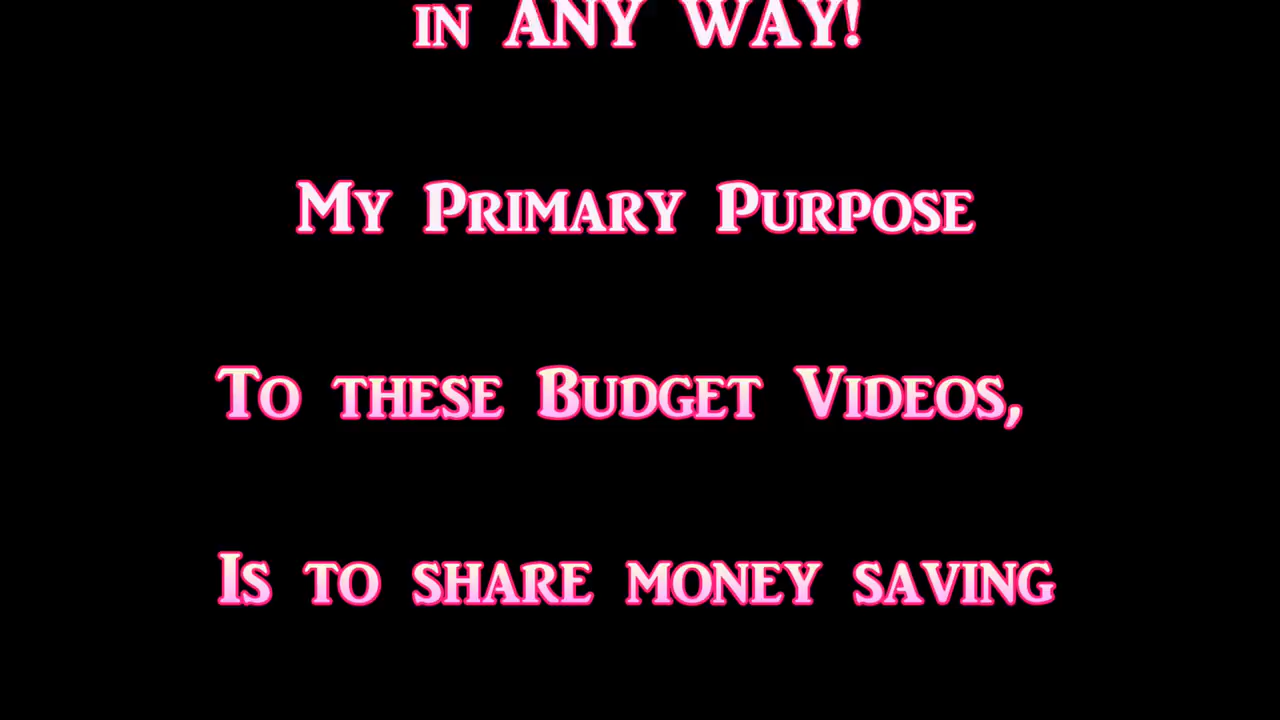 in ANY WAY!
My Primary Purpose
To these Budget Videos,
Is to share money saving